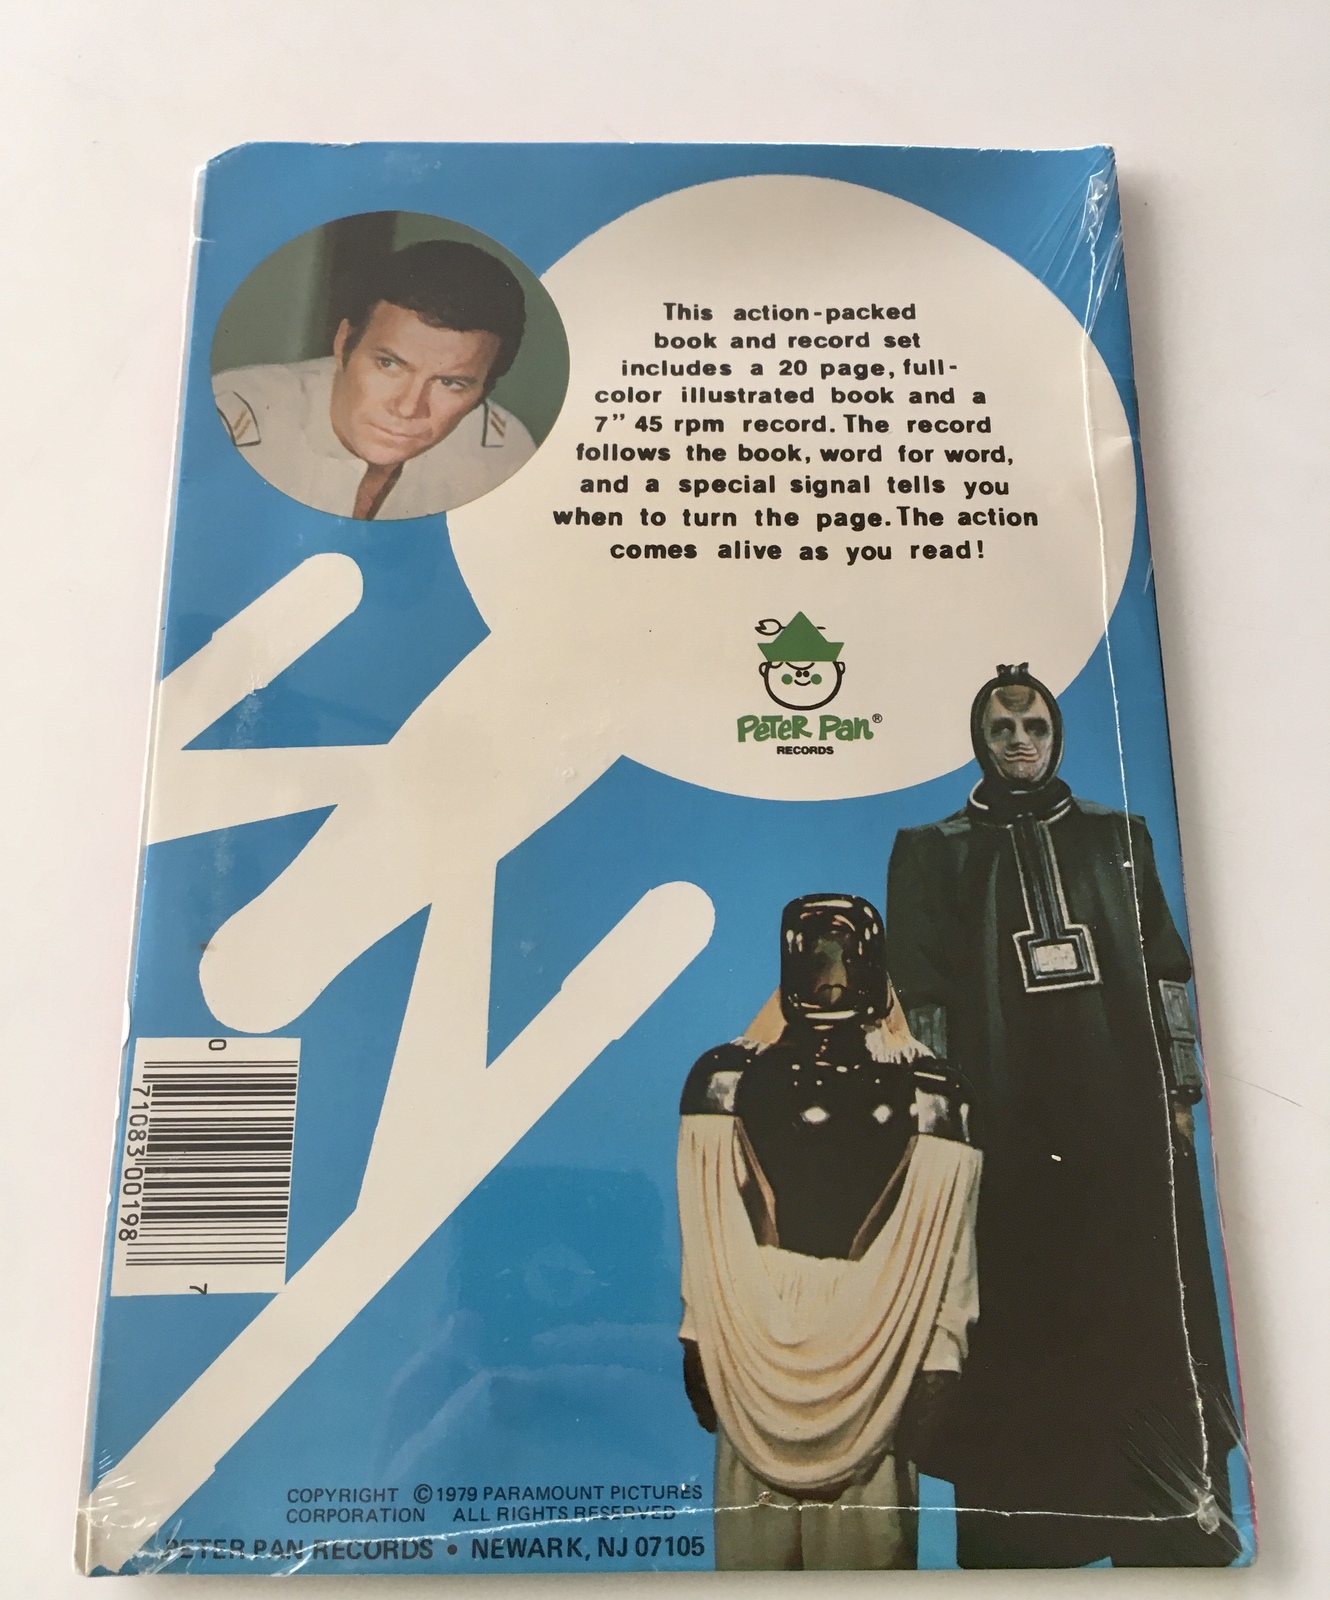 This action-packed
book and record set
includes a 20 page, full-
color illustrated book and a
7" 45 rpm record. The record
follows the book, word for word,
and a special signal tells you
when to turn the page. The action
comes alive as you read!
PETER Pan®
RECORDS
0
71083 00198
7
COPYRIGHT ©1979 PARAMOUNT PICTURES
CORPORATION ALL RIGHTS RESERVED
PETER PAN RECORDS • NEWARK, NJ 07105